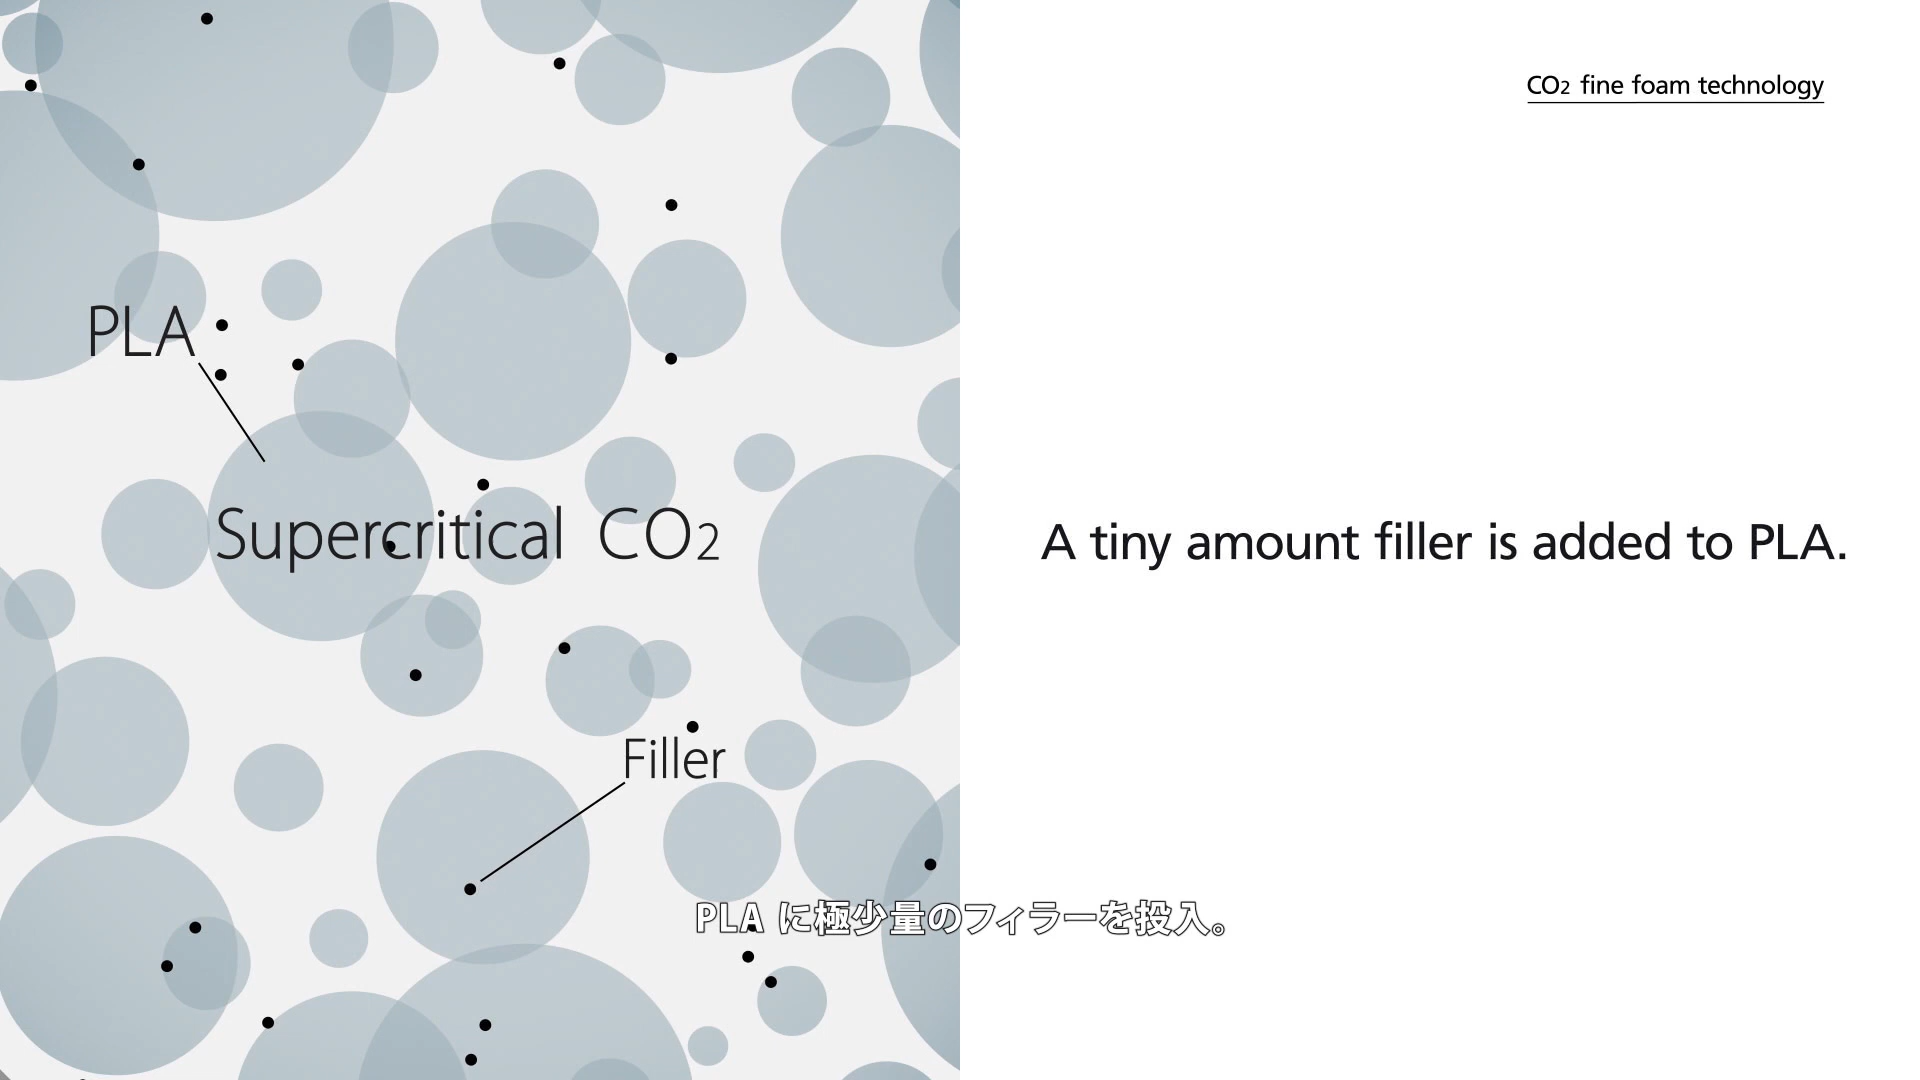 CO2 fine foam technology
PLA
Supercritical CO2
A tiny amount filler is added to PLA.
Filler
PLA に極少量のフィラーを投入。